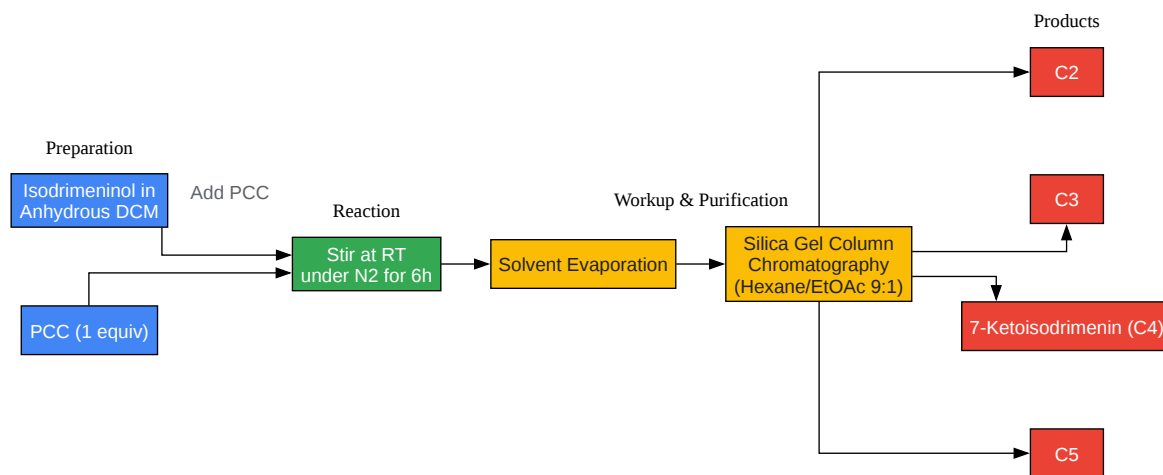 Products
C2
Preparation
Isodrimeninol in
Anhydrous DCM
Add PCC
C3
Reaction
Workup & Purification
Stir at RT
under N2 for 6h
Solvent Evaporation
Silica Gel Column
Chromatography
(Hexane/EtOAc 9:1)
PCC (1 equiv)
7-Ketoisodrimenin (C4)
C5